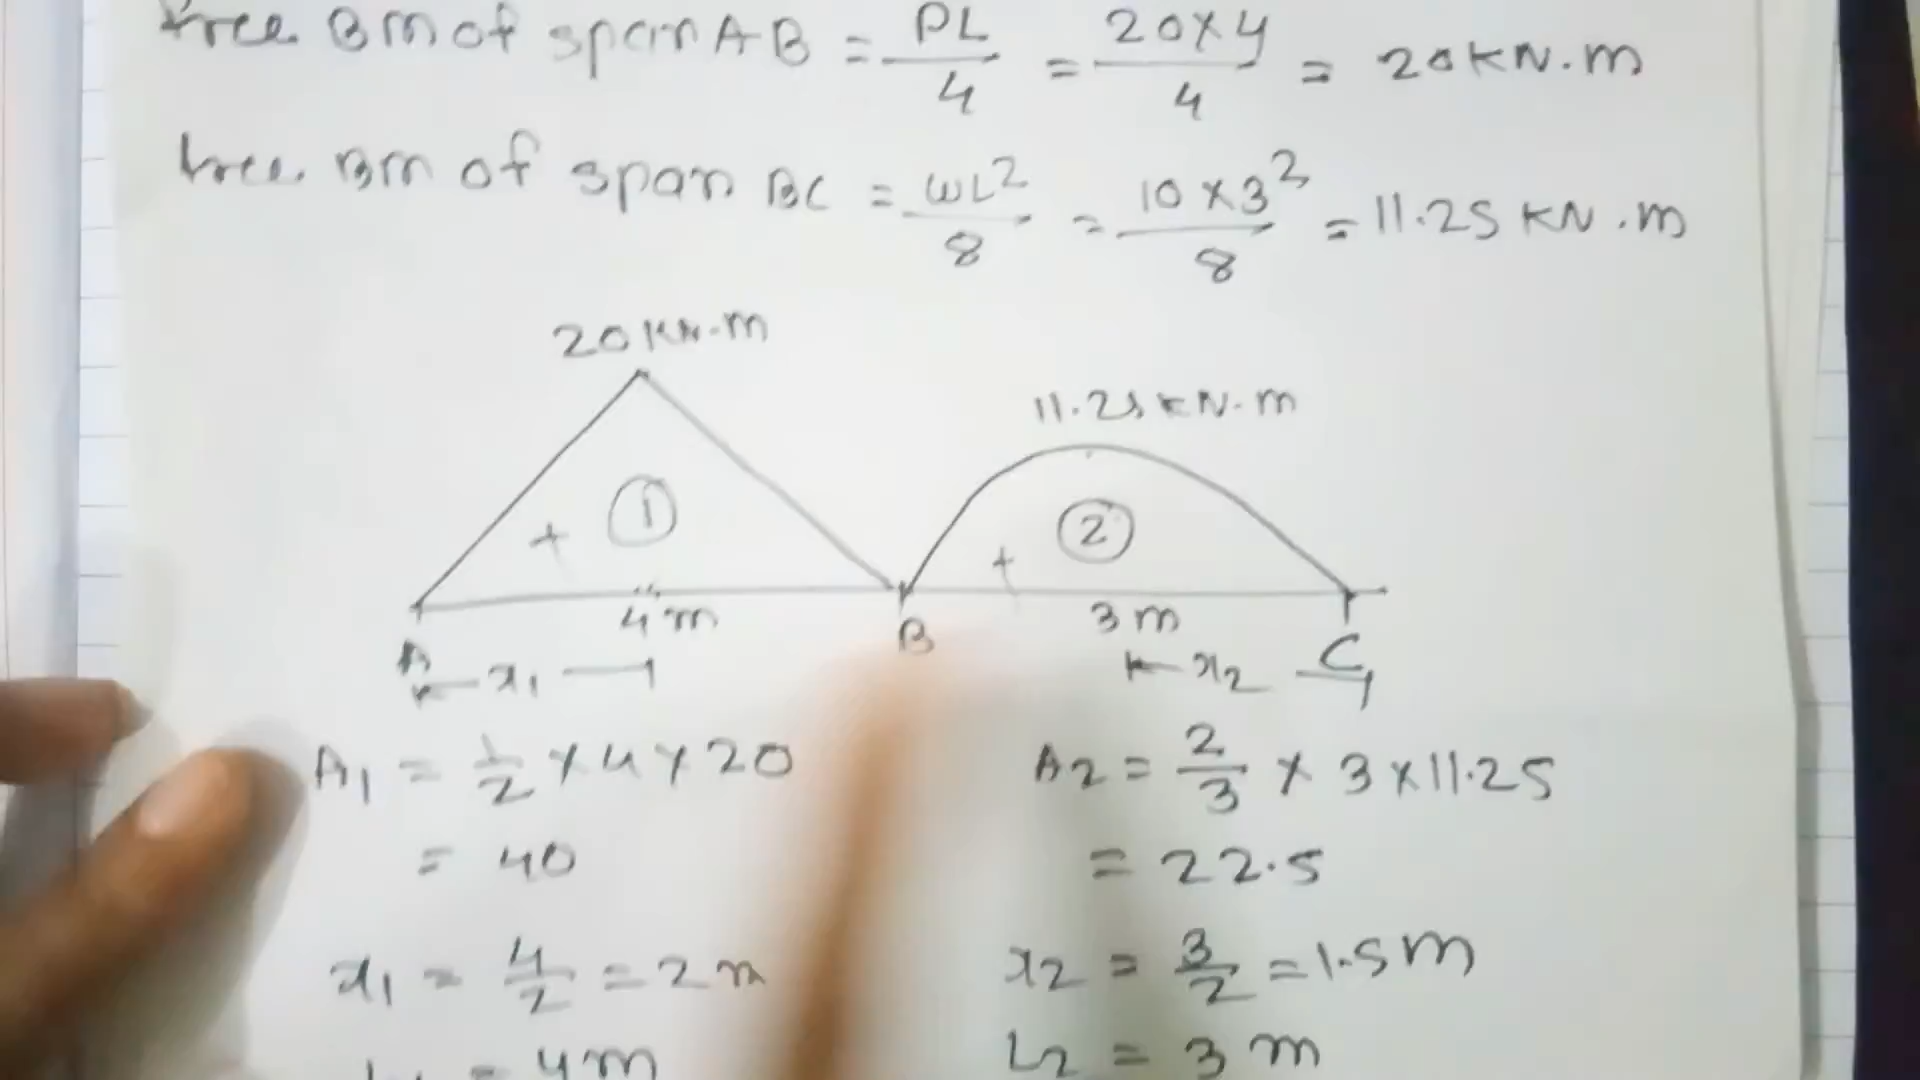 free BM of span AB = PL/4 = 20×4/4 = 20 KN.m
free BM of span BC = WL²/8 = 10×3²/8 = 11.25 KN.m
20 KN.m
11.25 KN.m
+ ① + ②
4m 3m
A B C
x₁ x₂
A₁ = 1/2 × 4 × 20 A₂ = 2/3 × 3 × 11.25
= 40 = 22.5
x₁ = 4/2 = 2m x₂ = 3/2 = 1.5m
= 4m L₂ = 3m